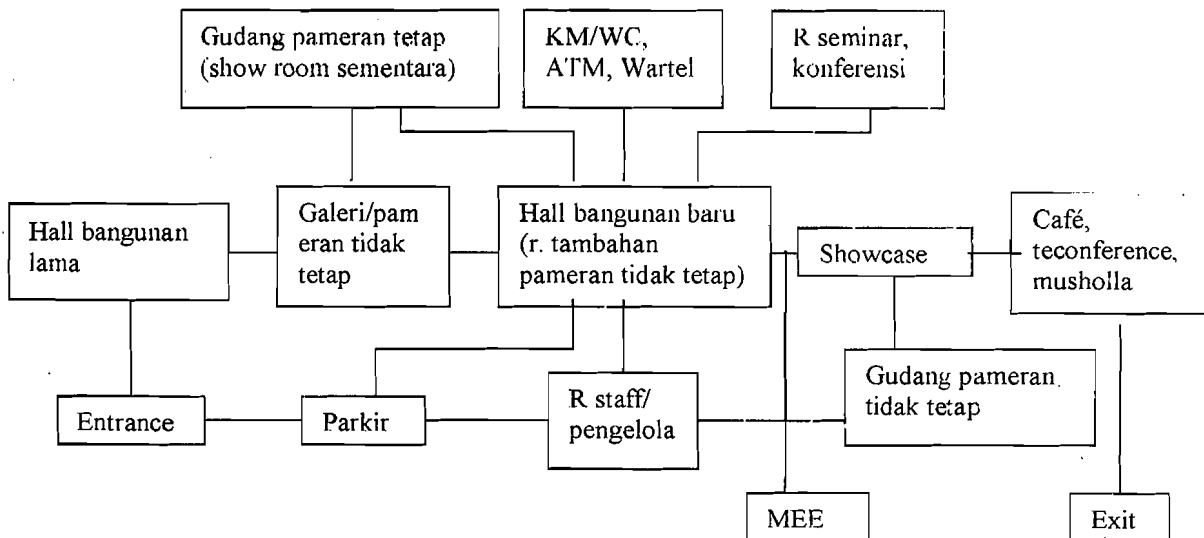 Gudang pameran tetap
(show room sementara)
KM/WC,
ATM, Wartel
R seminar,
konferensi
Hall bangunan
lama
Galeri/pam
eran tidak
tetap
Hall bangunan baru
(r. tambahan
pameran tidak tetap)
Showcase
Café,
teconference,
musholla
Entrance
Parkir
R staff/
pengelola
Gudang pameran
tidak tetap
MEE
Exit